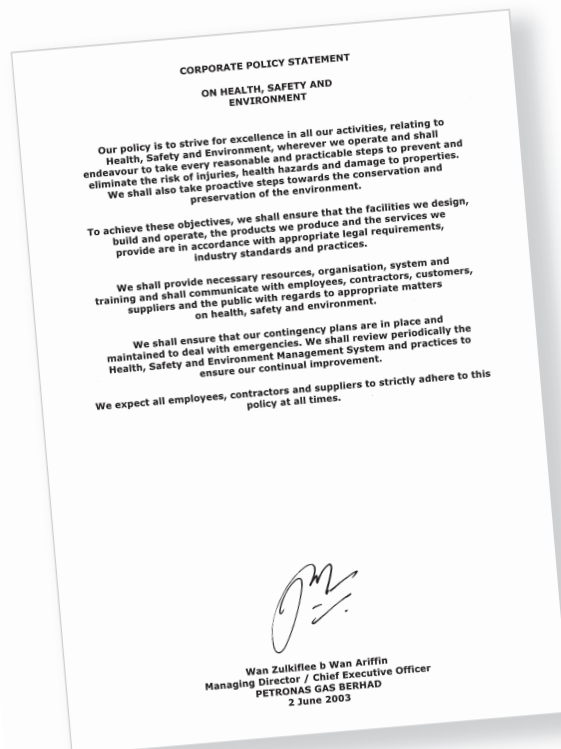 CORPORATE POLICY STATEMENT
ON HEALTH, SAFETY AND
ENVIRONMENT
Our policy is to strive for excellence in all our activities, relating to
Health, Safety and Environment, wherever we operate and shall
endeavour to take every reasonable and practicable steps to prevent and
eliminate the risk of injuries, health hazards and damage to properties.
We shall also take proactive steps towards the conservation and
preservation of the environment.
To achieve these objectives, we shall ensure that the facilities we design,
build and operate, the products we produce and the services we
provide are in accordance with appropriate legal requirements,
industry standards and practices.
We shall provide necessary resources, organisation, system and
training and shall communicate with employees, contractors, customers,
suppliers and the public with regards to appropriate matters
on health, safety and environment.
We shall ensure that our contingency plans are in place and
maintained to deal with emergencies. We shall review periodically the
Health, Safety and Environment Management System and practices to
ensure our continual improvement.
We expect all employees, contractors and suppliers to strictly adhere to this
policy at all times.
Wan Zulkiflee b Wan Ariffin
Managing Director / Chief Executive Officer
PETRONAS GAS BERHAD
2 June 2003